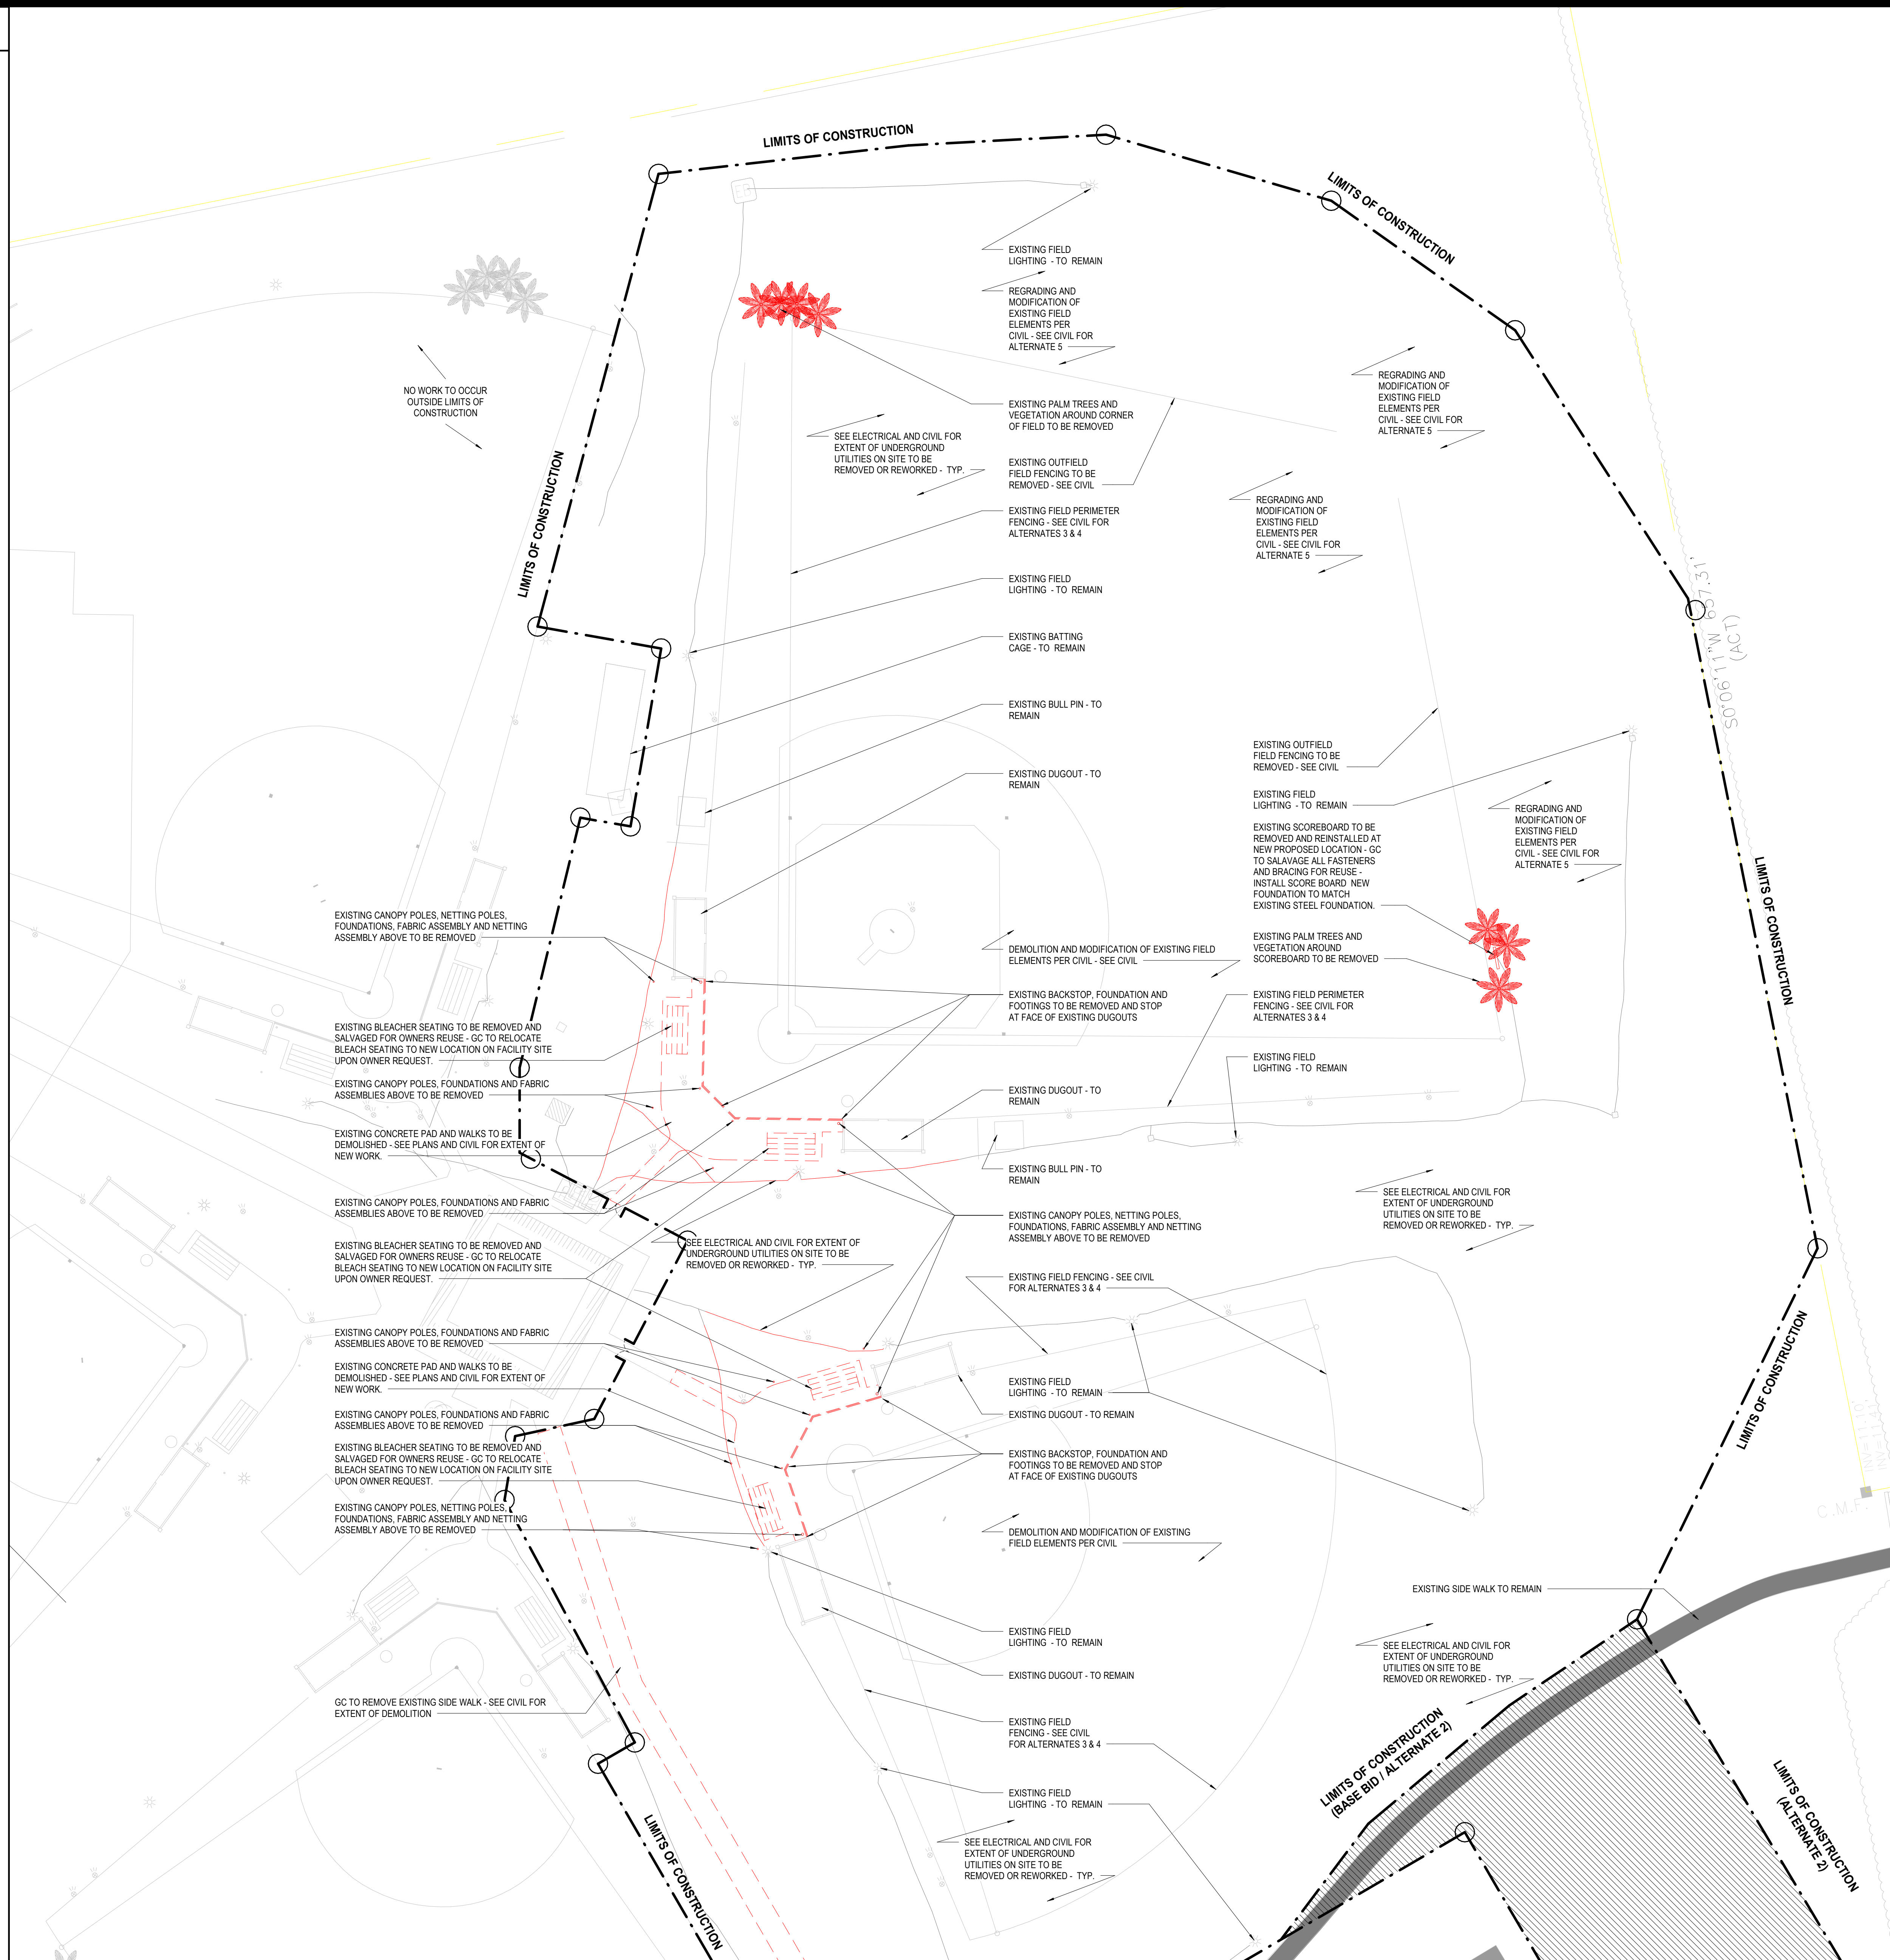 LIMITS OF CONSTRUCTION
LIMITS OF CONSTRUCTION
EXISTING FIELD
LIGHTING - TO REMAIN
REGRADING AND
MODIFICATION OF
EXISTING FIELD
ELEMENTS PER
CIVIL - SEE CIVIL FOR
ALTERNATE 5
REGRADING AND
MODIFICATION OF
EXISTING FIELD
ELEMENTS PER
CIVIL - SEE CIVIL FOR
ALTERNATE 5
NO WORK TO OCCUR
OUTSIDE LIMITS OF
CONSTRUCTION
EXISTING PALM TREES AND
VEGETATION AROUND CORNER
OF FIELD TO BE REMOVED
SEE ELECTRICAL AND CIVIL FOR
EXTENT OF UNDERGROUND
UTILITIES ON SITE TO BE
REMOVED OR REWORKED - TYP.
EXISTING OUTFIELD
FIELD FENCING TO BE
REMOVED - SEE CIVIL
LIMITS OF CONSTRUCTION
REGRADING AND
MODIFICATION OF
EXISTING FIELD
ELEMENTS PER
CIVIL - SEE CIVIL FOR
ALTERNATE 5
EXISTING FIELD PERIMETER
FENCING - SEE CIVIL FOR
ALTERNATES 3 & 4
EXISTING FIELD
LIGHTING - TO REMAIN
S0°06'11"W 657.31'
(ACT)
EXISTING BATTING
CAGE - TO REMAIN
EXISTING BULL PIN - TO
REMAIN
EXISTING OUTFIELD
FIELD FENCING TO BE
REMOVED - SEE CIVIL
EXISTING DUGOUT - TO
REMAIN
EXISTING FIELD
LIGHTING - TO REMAIN
REGRADING AND
MODIFICATION OF
EXISTING FIELD
ELEMENTS PER
CIVIL - SEE CIVIL FOR
ALTERNATE 5
EXISTING SCOREBOARD TO BE
REMOVED AND REINSTALLED AT
NEW PROPOSED LOCATION - GC
TO SALAVAGE ALL FASTENERS
AND BRACING FOR REUSE -
INSTALL SCORE BOARD NEW
FOUNDATION TO MATCH
EXISTING STEEL FOUNDATION.
LIMITS OF CONSTRUCTION
EXISTING CANOPY POLES, NETTING POLES,
FOUNDATIONS, FABRIC ASSEMBLY AND NETTING
ASSEMBLY ABOVE TO BE REMOVED
DEMOLITION AND MODIFICATION OF EXISTING FIELD
ELEMENTS PER CIVIL - SEE CIVIL
EXISTING PALM TREES AND
VEGETATION AROUND
SCOREBOARD TO BE REMOVED
EXISTING BACKSTOP, FOUNDATION AND
FOOTINGS TO BE REMOVED AND STOP
AT FACE OF EXISTING DUGOUTS
EXISTING FIELD PERIMETER
FENCING - SEE CIVIL FOR
ALTERNATES 3 & 4
EXISTING BLEACHER SEATING TO BE REMOVED AND
SALVAGED FOR OWNERS REUSE - GC TO RELOCATE
BLEACH SEATING TO NEW LOCATION ON FACILITY SITE
UPON OWNER REQUEST.
EXISTING FIELD
LIGHTING - TO REMAIN
EXISTING CANOPY POLES, FOUNDATIONS AND FABRIC
ASSEMBLIES ABOVE TO BE REMOVED
EXISTING DUGOUT - TO
REMAIN
EXISTING CONCRETE PAD AND WALKS TO BE
DEMOLISHED - SEE PLANS AND CIVIL FOR EXTENT OF
NEW WORK.
EXISTING BULL PIN - TO
REMAIN
EXISTING CANOPY POLES, FOUNDATIONS AND FABRIC
ASSEMBLIES ABOVE TO BE REMOVED
SEE ELECTRICAL AND CIVIL FOR
EXTENT OF UNDERGROUND
UTILITIES ON SITE TO BE
REMOVED OR REWORKED - TYP.
EXISTING CANOPY POLES, NETTING POLES,
FOUNDATIONS, FABRIC ASSEMBLY AND NETTING
ASSEMBLY ABOVE TO BE REMOVED
EXISTING BLEACHER SEATING TO BE REMOVED AND
SALVAGED FOR OWNERS REUSE - GC TO RELOCATE
BLEACH SEATING TO NEW LOCATION ON FACILITY SITE
UPON OWNER REQUEST.
SEE ELECTRICAL AND CIVIL FOR EXTENT OF
UNDERGROUND UTILITIES ON SITE TO BE
REMOVED OR REWORKED - TYP.
EXISTING FIELD FENCING - SEE CIVIL
FOR ALTERNATES 3 & 4
EXISTING CANOPY POLES, FOUNDATIONS AND FABRIC
ASSEMBLIES ABOVE TO BE REMOVED
LIMITS OF CONSTRUCTION
EXISTING CONCRETE PAD AND WALKS TO BE
DEMOLISHED - SEE PLANS AND CIVIL FOR EXTENT OF
NEW WORK.
EXISTING FIELD
LIGHTING - TO REMAIN
EXISTING CANOPY POLES, FOUNDATIONS AND FABRIC
ASSEMBLIES ABOVE TO BE REMOVED
EXISTING DUGOUT - TO REMAIN
EXISTING BLEACHER SEATING TO BE REMOVED AND
SALVAGED FOR OWNERS REUSE - GC TO RELOCATE
BLEACH SEATING TO NEW LOCATION ON FACILITY SITE
UPON OWNER REQUEST.
EXISTING BACKSTOP, FOUNDATION AND
FOOTINGS TO BE REMOVED AND STOP
AT FACE OF EXISTING DUGOUTS
C.M.F.
EXISTING CANOPY POLES, NETTING POLES,
FOUNDATIONS, FABRIC ASSEMBLY AND NETTING
ASSEMBLY ABOVE TO BE REMOVED
DEMOLITION AND MODIFICATION OF EXISTING
FIELD ELEMENTS PER CIVIL
EXISTING SIDE WALK TO REMAIN
EXISTING FIELD
LIGHTING - TO REMAIN
SEE ELECTRICAL AND CIVIL FOR
EXTENT OF UNDERGROUND
UTILITIES ON SITE TO BE
REMOVED OR REWORKED - TYP.
EXISTING DUGOUT - TO REMAIN
GC TO REMOVE EXISTING SIDE WALK - SEE CIVIL FOR
EXTENT OF DEMOLITION
EXISTING FIELD
FENCING - SEE CIVIL
FOR ALTERNATES 3 & 4
LIMITS OF CONSTRUCTION
(BASE BID / ALTERNATE 2)
LIMITS OF CONSTRUCTION
(ALTERNATE 2)
EXISTING FIELD
LIGHTING - TO REMAIN
LIMITS OF CONSTRUCTION
SEE ELECTRICAL AND CIVIL FOR
EXTENT OF UNDERGROUND
UTILITIES ON SITE TO BE
REMOVED OR REWORKED - TYP.